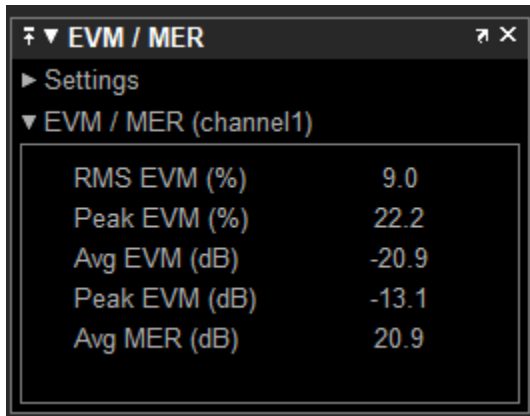 EVM / MER
Settings
EVM / MER (channel1)
RMS EVM (%) 9.0
Peak EVM (%) 22.2
Avg EVM (dB) -20.9
Peak EVM (dB) -13.1
Avg MER (dB) 20.9